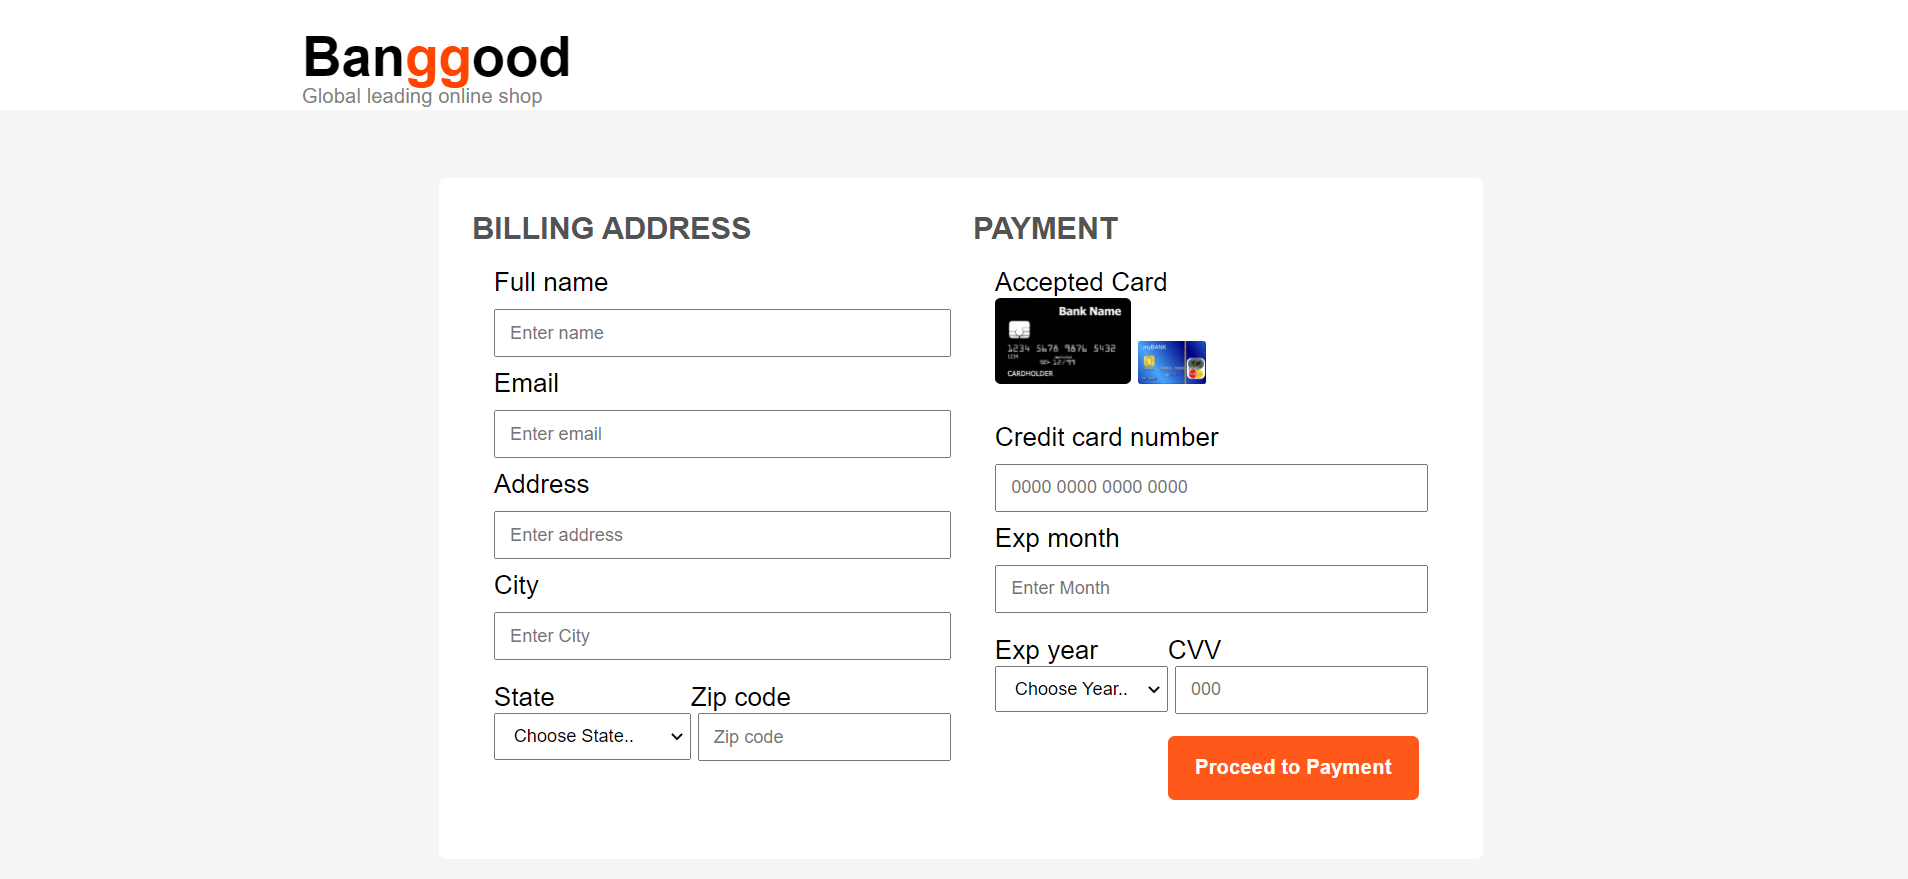 Banggood
Global leading online shop
BILLING ADDRESS
Full name
Enter name
Email
Enter email
Address
Enter address
City
Enter City
State
Zip code
Choose State..
Zip code
PAYMENT
Accepted Card
Bank Name
1234 5678 9876 5432
1234
12/99
CARDHOLDER
myBANK
Credit card number
0000 0000 0000 0000
Exp month
Enter Month
Exp year
CVV
Choose Year..
000
Proceed to Payment